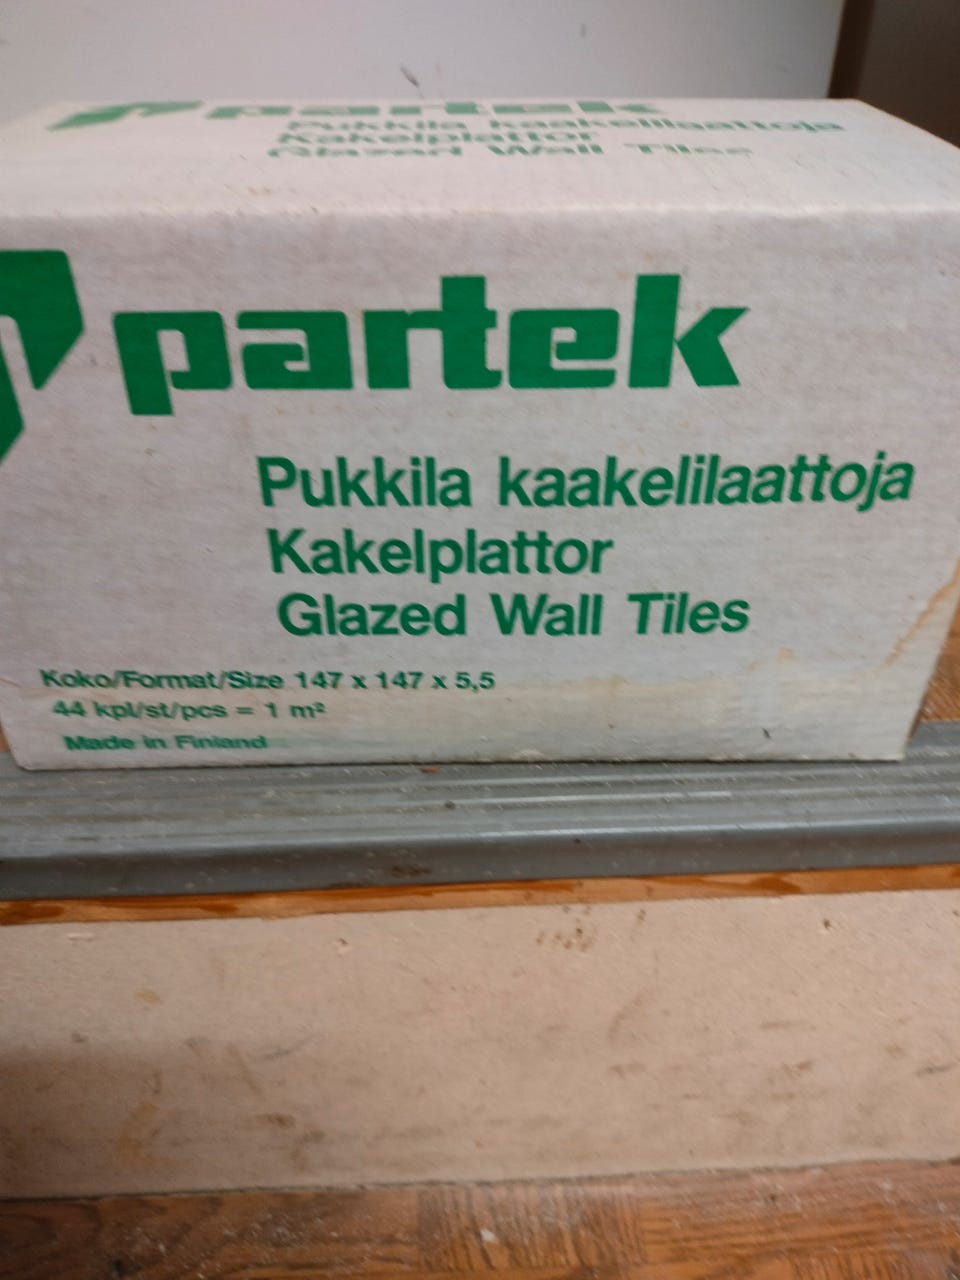 partek
Pukkila kaakelilaattoja
Kakelplattor
Glazed Wall Tiles
partek
Pukkila kaakelilaattoja
Kakelplattor
Glazed Wall Tiles
Koko/Format/Size 147 x 147 x 5,5
44 kpl/st/pcs = 1 m²
Made in Finland